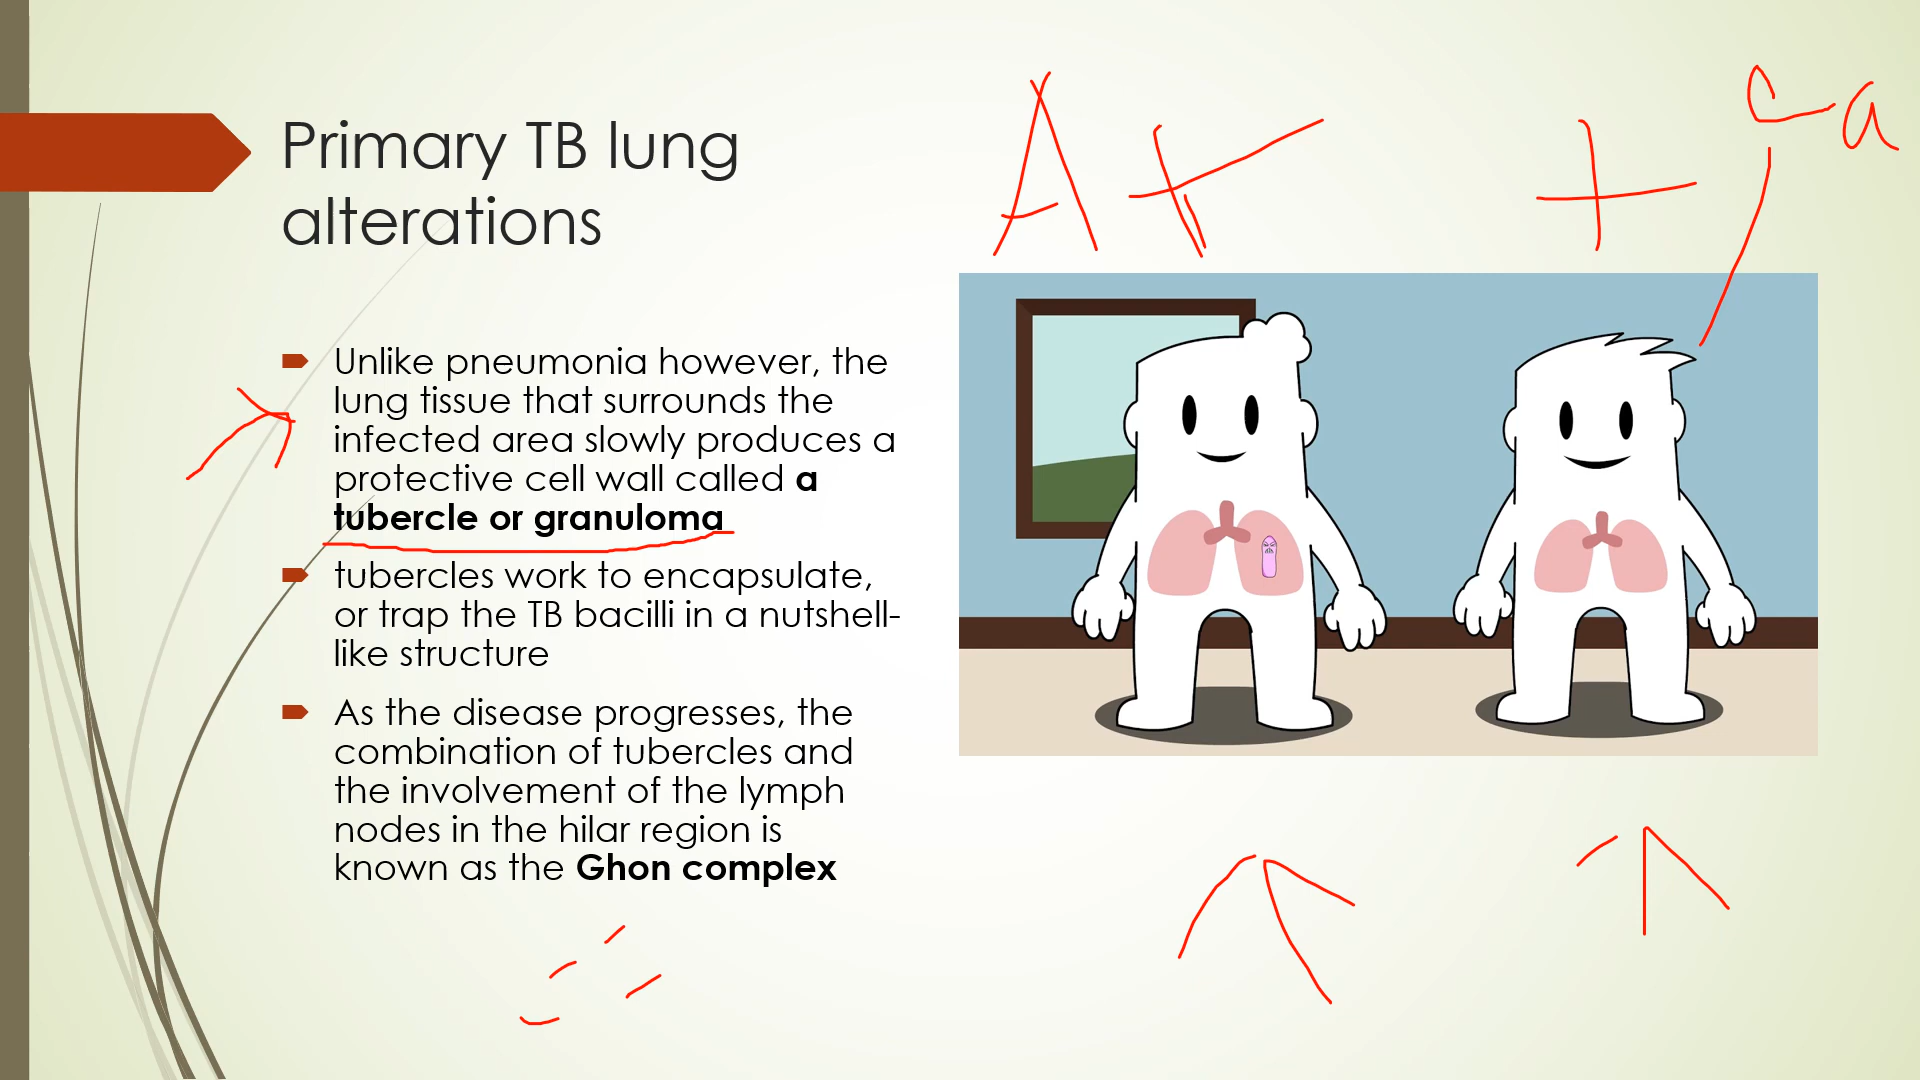 Primary TB lung
alterations
A +
+
Ca
Unlike pneumonia however, the
lung tissue that surrounds the
infected area slowly produces a
protective cell wall called a
tubercle or granuloma
tubercles work to encapsulate,
or trap the TB bacilli in a nutshell-
like structure
As the disease progresses, the
combination of tubercles and
the involvement of the lymph
nodes in the hilar region is
known as the Ghon complex